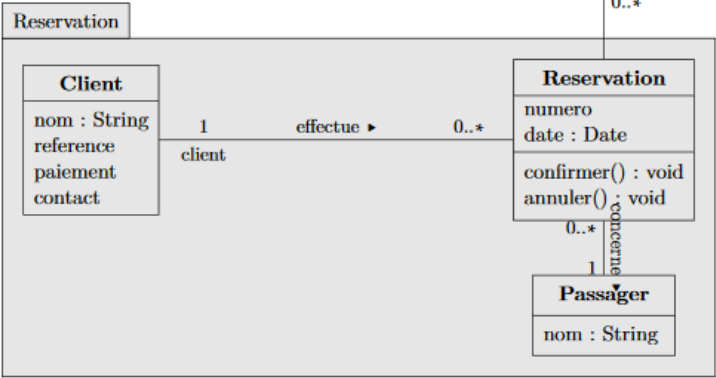 0..*
Reservation
Client
nom : String
reference
paiement
contact
1
effectue ▸
0..*
client
Reservation
numero
date : Date
confirmer() : void
annuler() : void
0..*
concerne ▸
1
Passager
nom : String